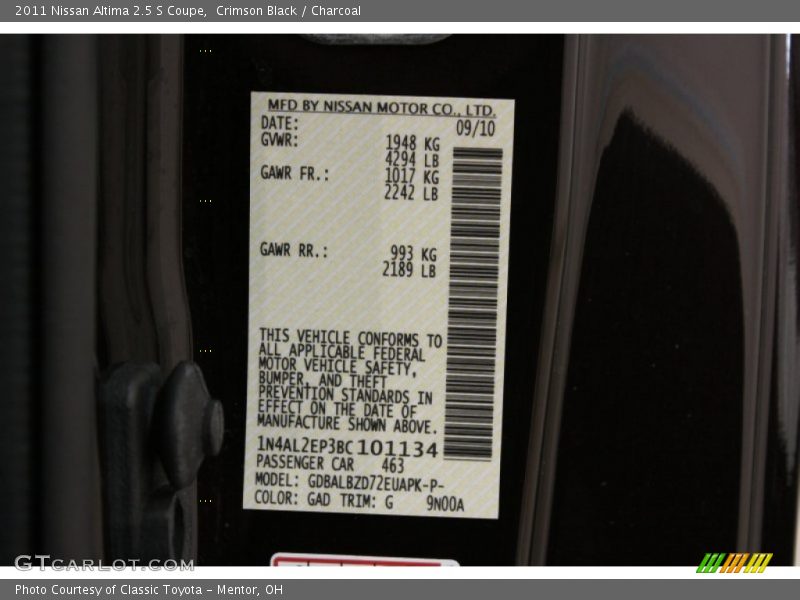 2011 Nissan Altima 2.5 S Coupe,  Crimson Black / Charcoal
MFD BY NISSAN MOTOR CO., LTD.
DATE: 09/10
GVWR: 1948 KG
4294 LB
GAWR FR.: 1017 KG
2242 LB
GAWR RR.: 993 KG
2189 LB
THIS VEHICLE CONFORMS TO
ALL APPLICABLE FEDERAL
MOTOR VEHICLE SAFETY,
BUMPER, AND THEFT
PREVENTION STANDARDS IN
EFFECT ON THE DATE OF
MANUFACTURE SHOWN ABOVE.
1N4AL2EP3BC101134
PASSENGER CAR 463
MODEL: GDBALBZD72EUAPK-P-
COLOR: GAD TRIM: G 9N00A
GTCARLOT.COM
Photo Courtesy of Classic Toyota - Mentor, OH